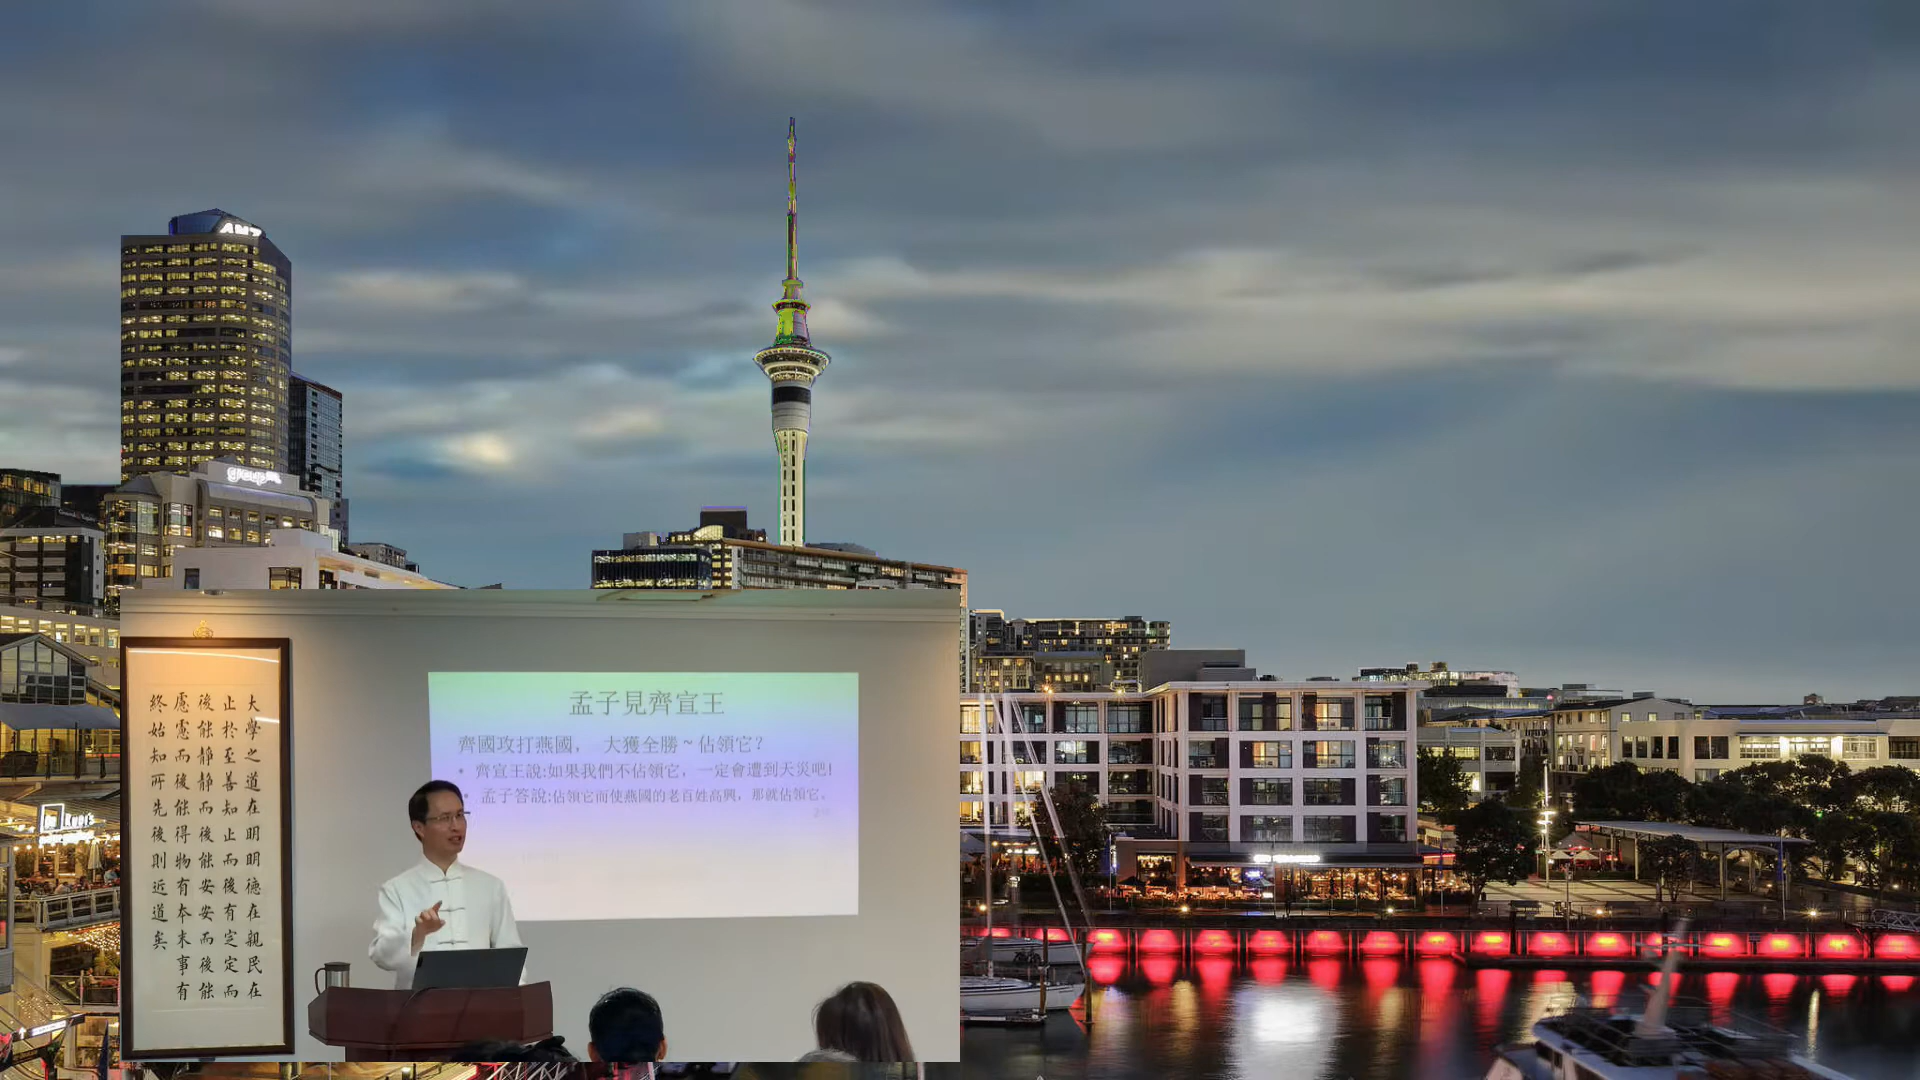 ANZ
group
大學之道在明明德在親民在
止於至善知止而後有定定而
後能靜靜而後能安安而後能
慮慮而後能得物有本末事有
終始知所先後則近道矣
孟子見齊宣王
齊國攻打燕國， 大獲全勝~佔領它？
• 齊宣王說:如果我們不佔領它，一定會遭到天災吧!
• 孟子答說:佔領它而使燕國的老百姓高興，那就佔領它。